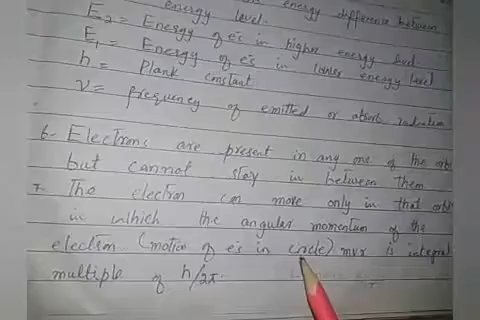 energy difference between
energy level.
E2 = Energy of e's in higher energy level
E1 = Energy of e's in lower energy level
h = Plank constant
ν = frequency of emitted or absorb radiation
6- Electrons are present in any one of the orb
but cannot stay in between them
7- The electron can move only in that orbi
in which the angular momentum of the
electron (motion of e's in circle) mvr is integral
multiple of h/2π.